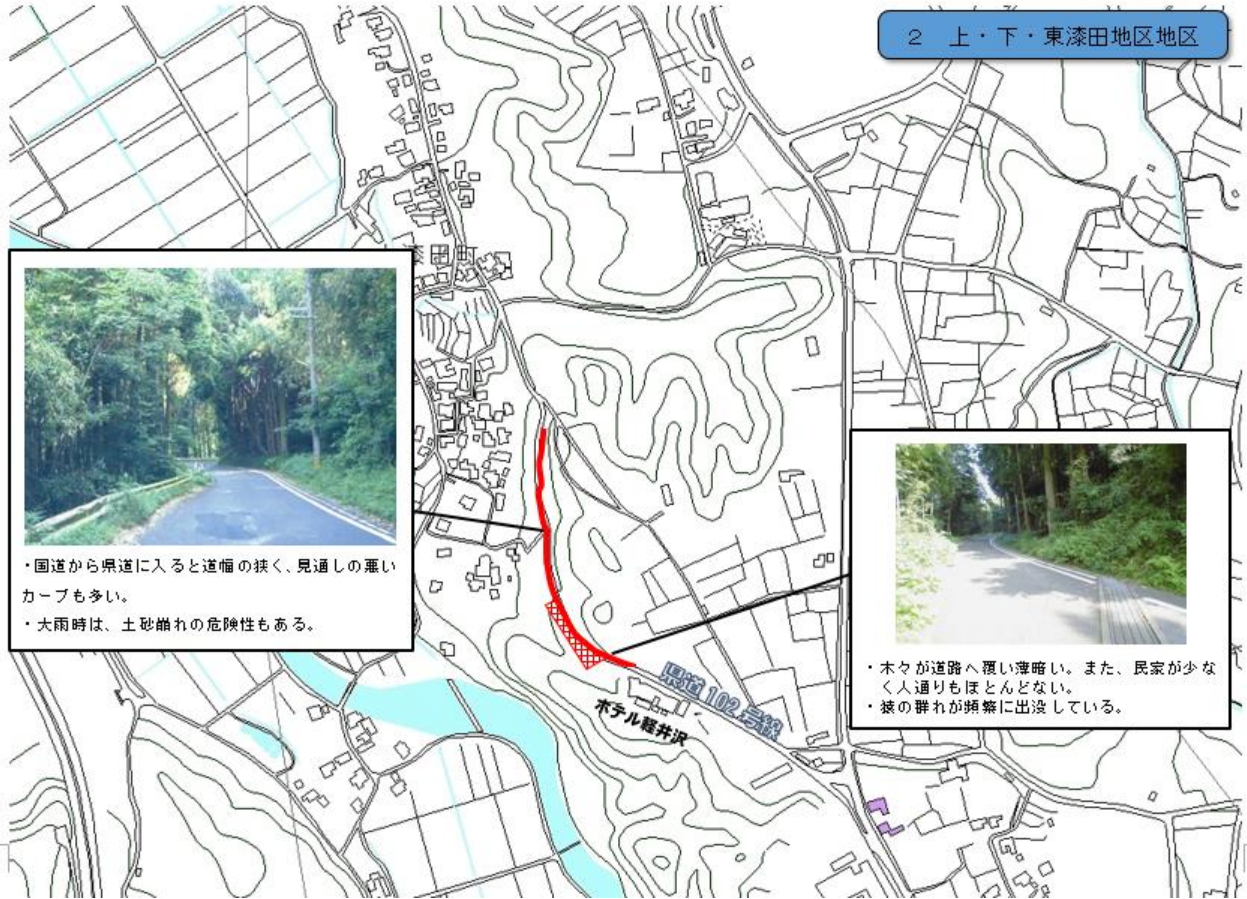 2 上・下・東漆田地区地区
・国道から県道に入ると道幅の狭く、見通しの悪い
カーブも多い。
・大雨時は、土砂崩れの危険性もある。
・木々が道路へ覆い薄暗い。また、民家が少な
く人通りもほとんどない。
・猿の群れが頻繁に出没している。
県道102号線
ホテル軽井沢